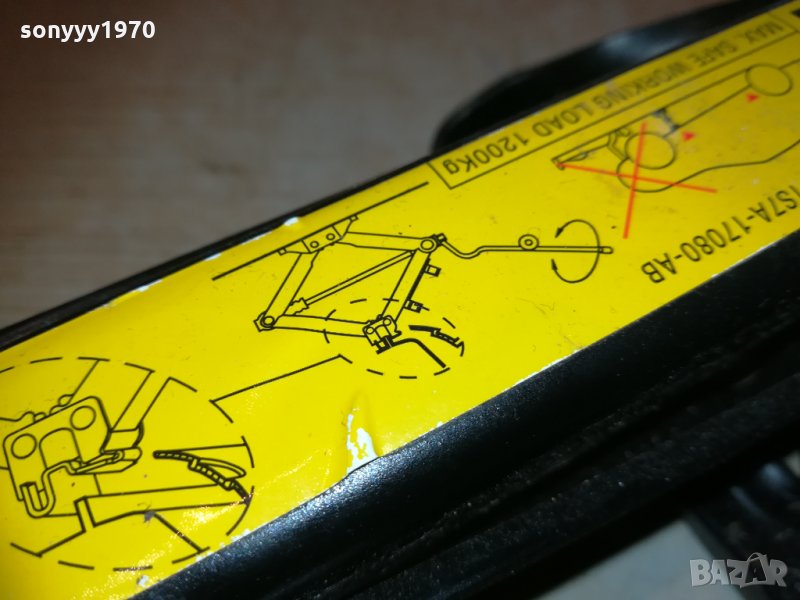 sonyyy1970
MAX. SAFE WORKING LOAD 1200Kg
1S7A-17080-AB
BAZAR